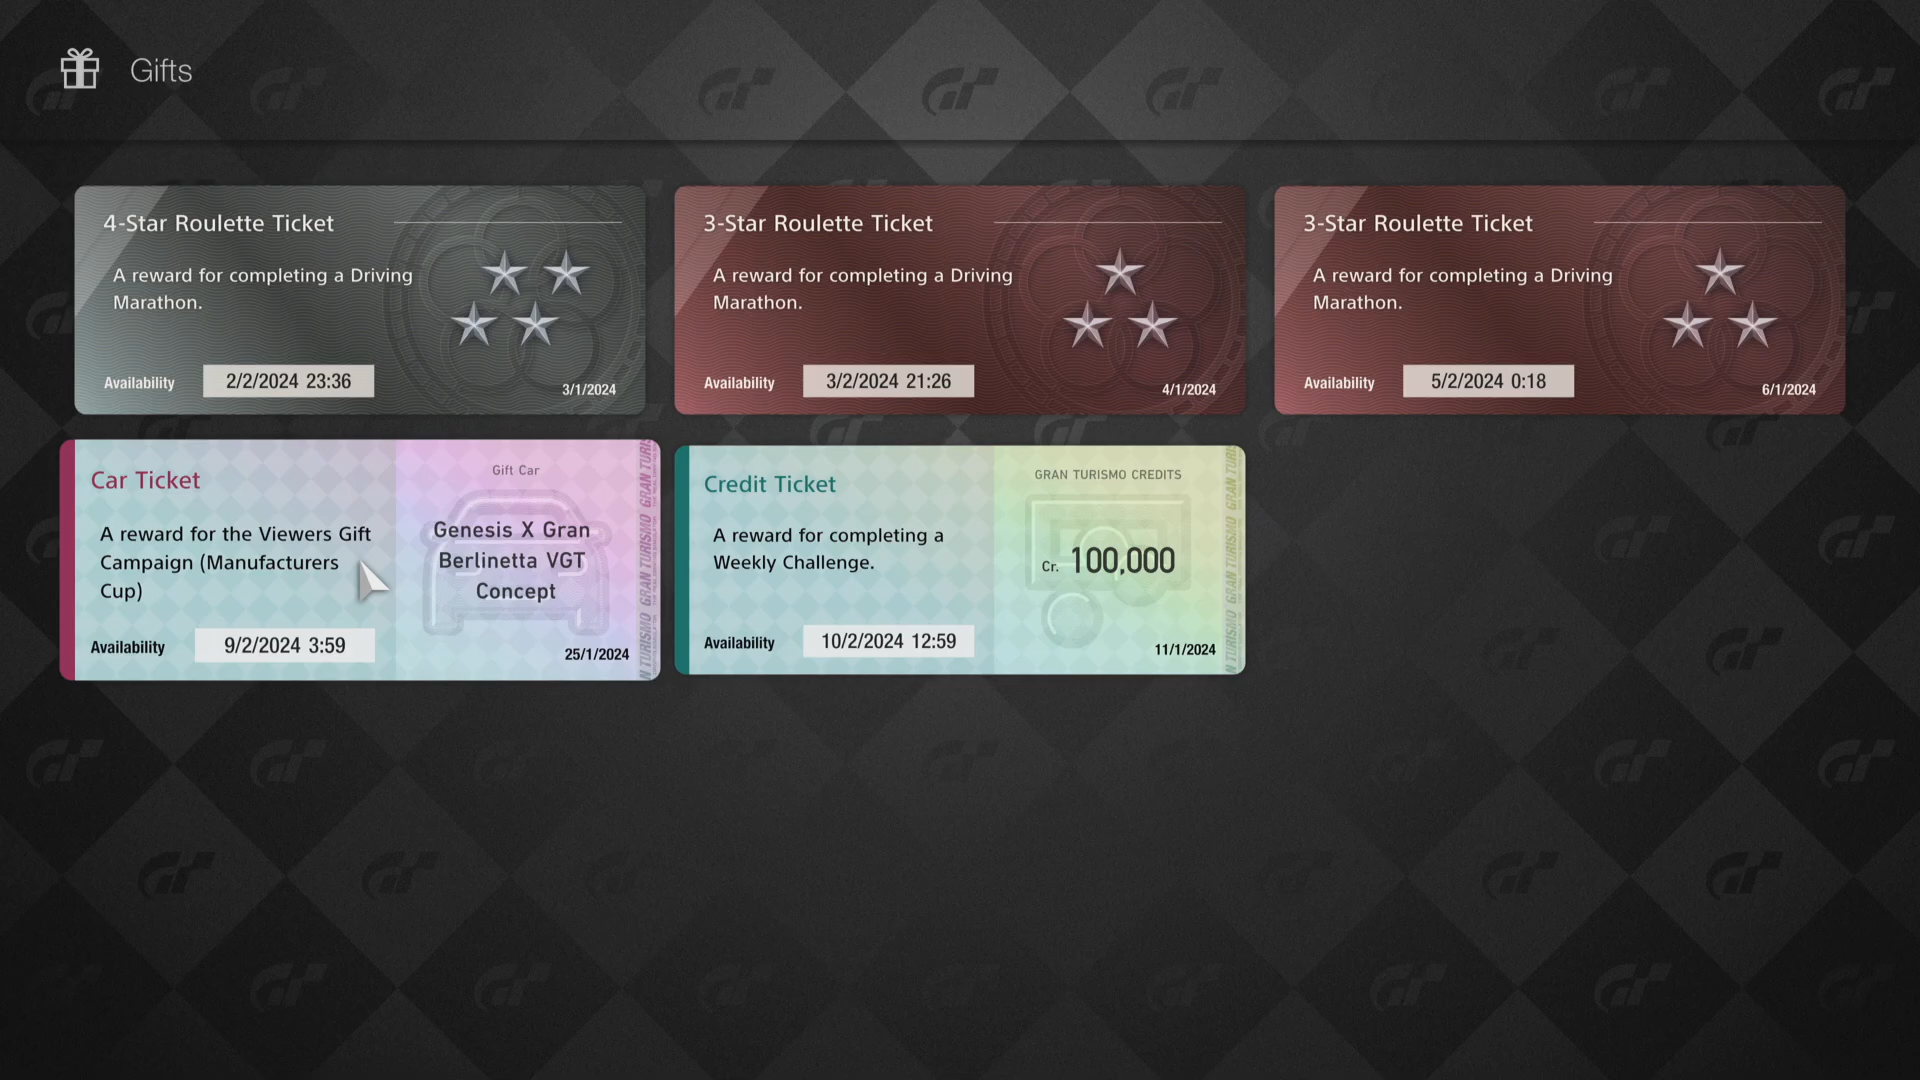 Gifts
4-Star Roulette Ticket
A reward for completing a Driving
Marathon.
Availability 2/2/2024 23:36
3/1/2024
3-Star Roulette Ticket
A reward for completing a Driving
Marathon.
Availability 3/2/2024 21:26
4/1/2024
3-Star Roulette Ticket
A reward for completing a Driving
Marathon.
Availability 5/2/2024 0:18
6/1/2024
Car Ticket
A reward for the Viewers Gift
Campaign (Manufacturers
Cup)
Availability 9/2/2024 3:59
Gift Car
Genesis X Gran
Berlinetta VGT
Concept
25/1/2024
GRAN TURISMO
Credit Ticket
A reward for completing a
Weekly Challenge.
Availability 10/2/2024 12:59
GRAN TURISMO CREDITS
Cr. 100,000
11/1/2024
GRAN TURISMO